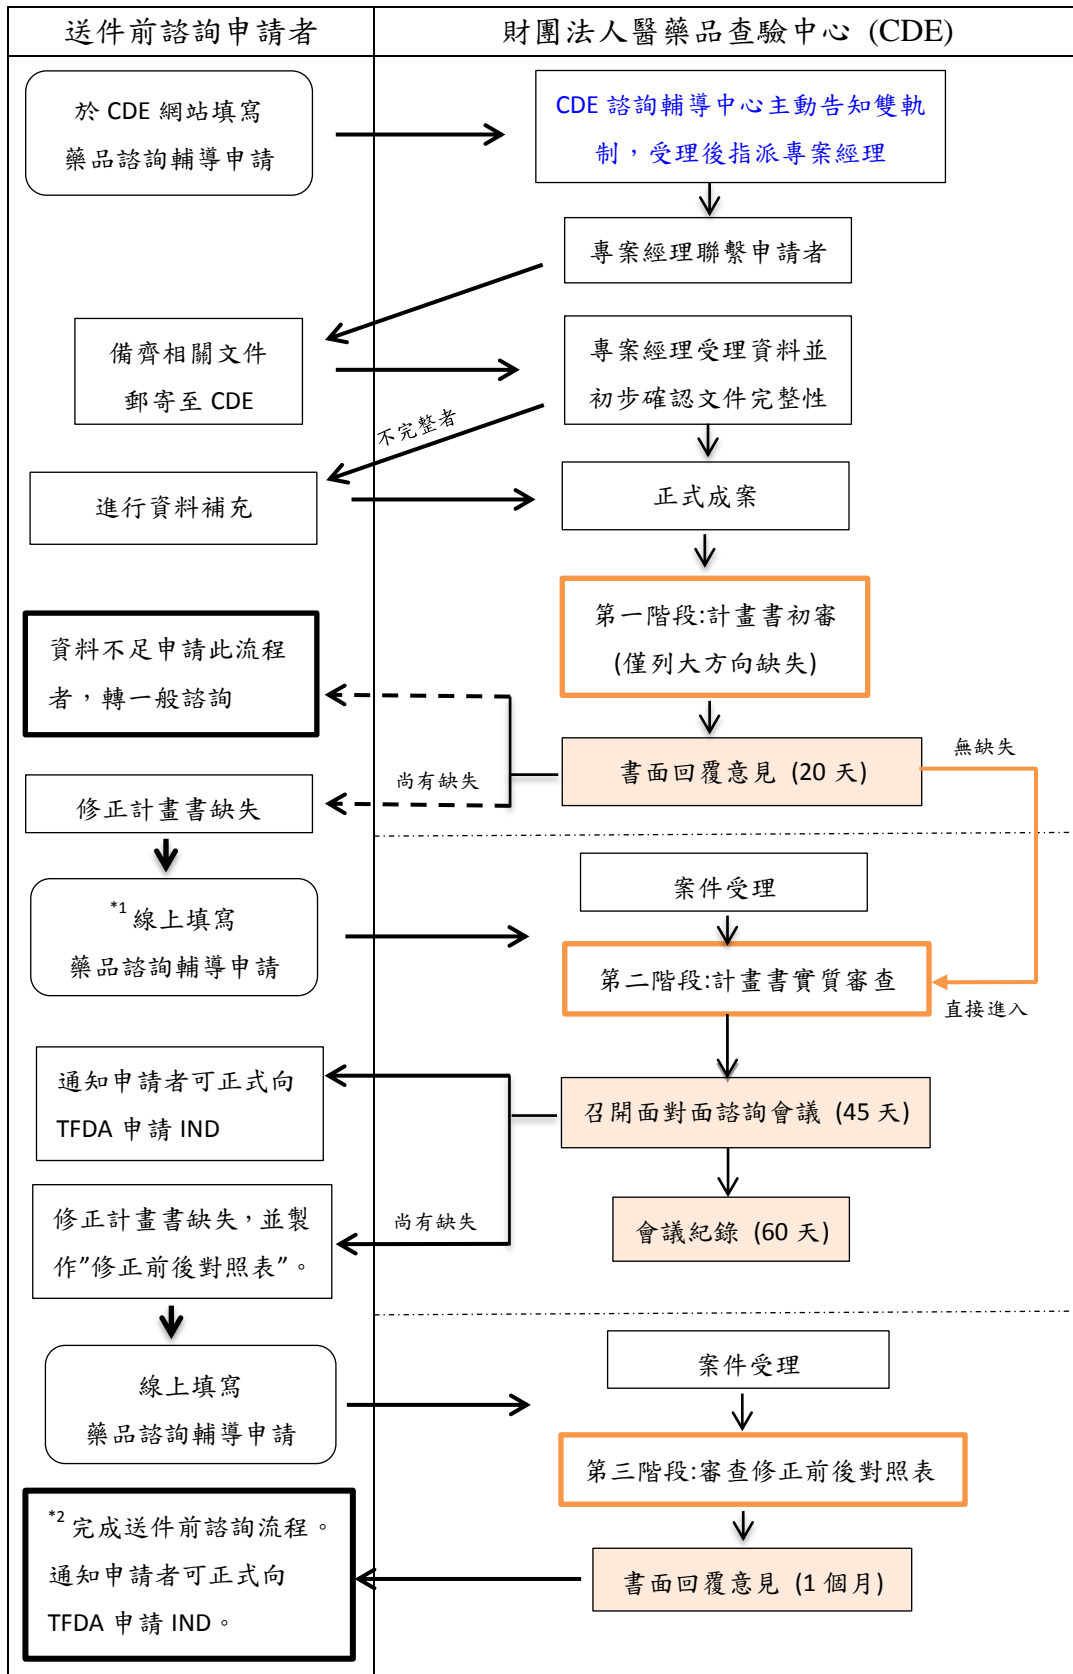 送件前諮詢申請者
財團法人醫藥品查驗中心 (CDE)
於 CDE 網站填寫
藥品諮詢輔導申請
CDE 諮詢輔導中心主動告知雙軌
制，受理後指派專案經理
專案經理聯繫申請者
備齊相關文件
郵寄至 CDE
專案經理受理資料並
初步確認文件完整性
不完整者
進行資料補充
正式成案
第一階段:計畫書初審
(僅列大方向缺失)
資料不足申請此流程
者，轉一般諮詢
書面回覆意見 (20 天)
無缺失
尚有缺失
修正計畫書缺失
案件受理
*1 線上填寫
藥品諮詢輔導申請
第二階段:計畫書實質審查
直接進入
通知申請者可正式向
TFDA 申請 IND
召開面對面諮詢會議 (45 天)
修正計畫書缺失，並製
作”修正前後對照表”。
尚有缺失
會議紀錄 (60 天)
案件受理
線上填寫
藥品諮詢輔導申請
第三階段:審查修正前後對照表
*2 完成送件前諮詢流程。
通知申請者可正式向
TFDA 申請 IND。
書面回覆意見 (1 個月)